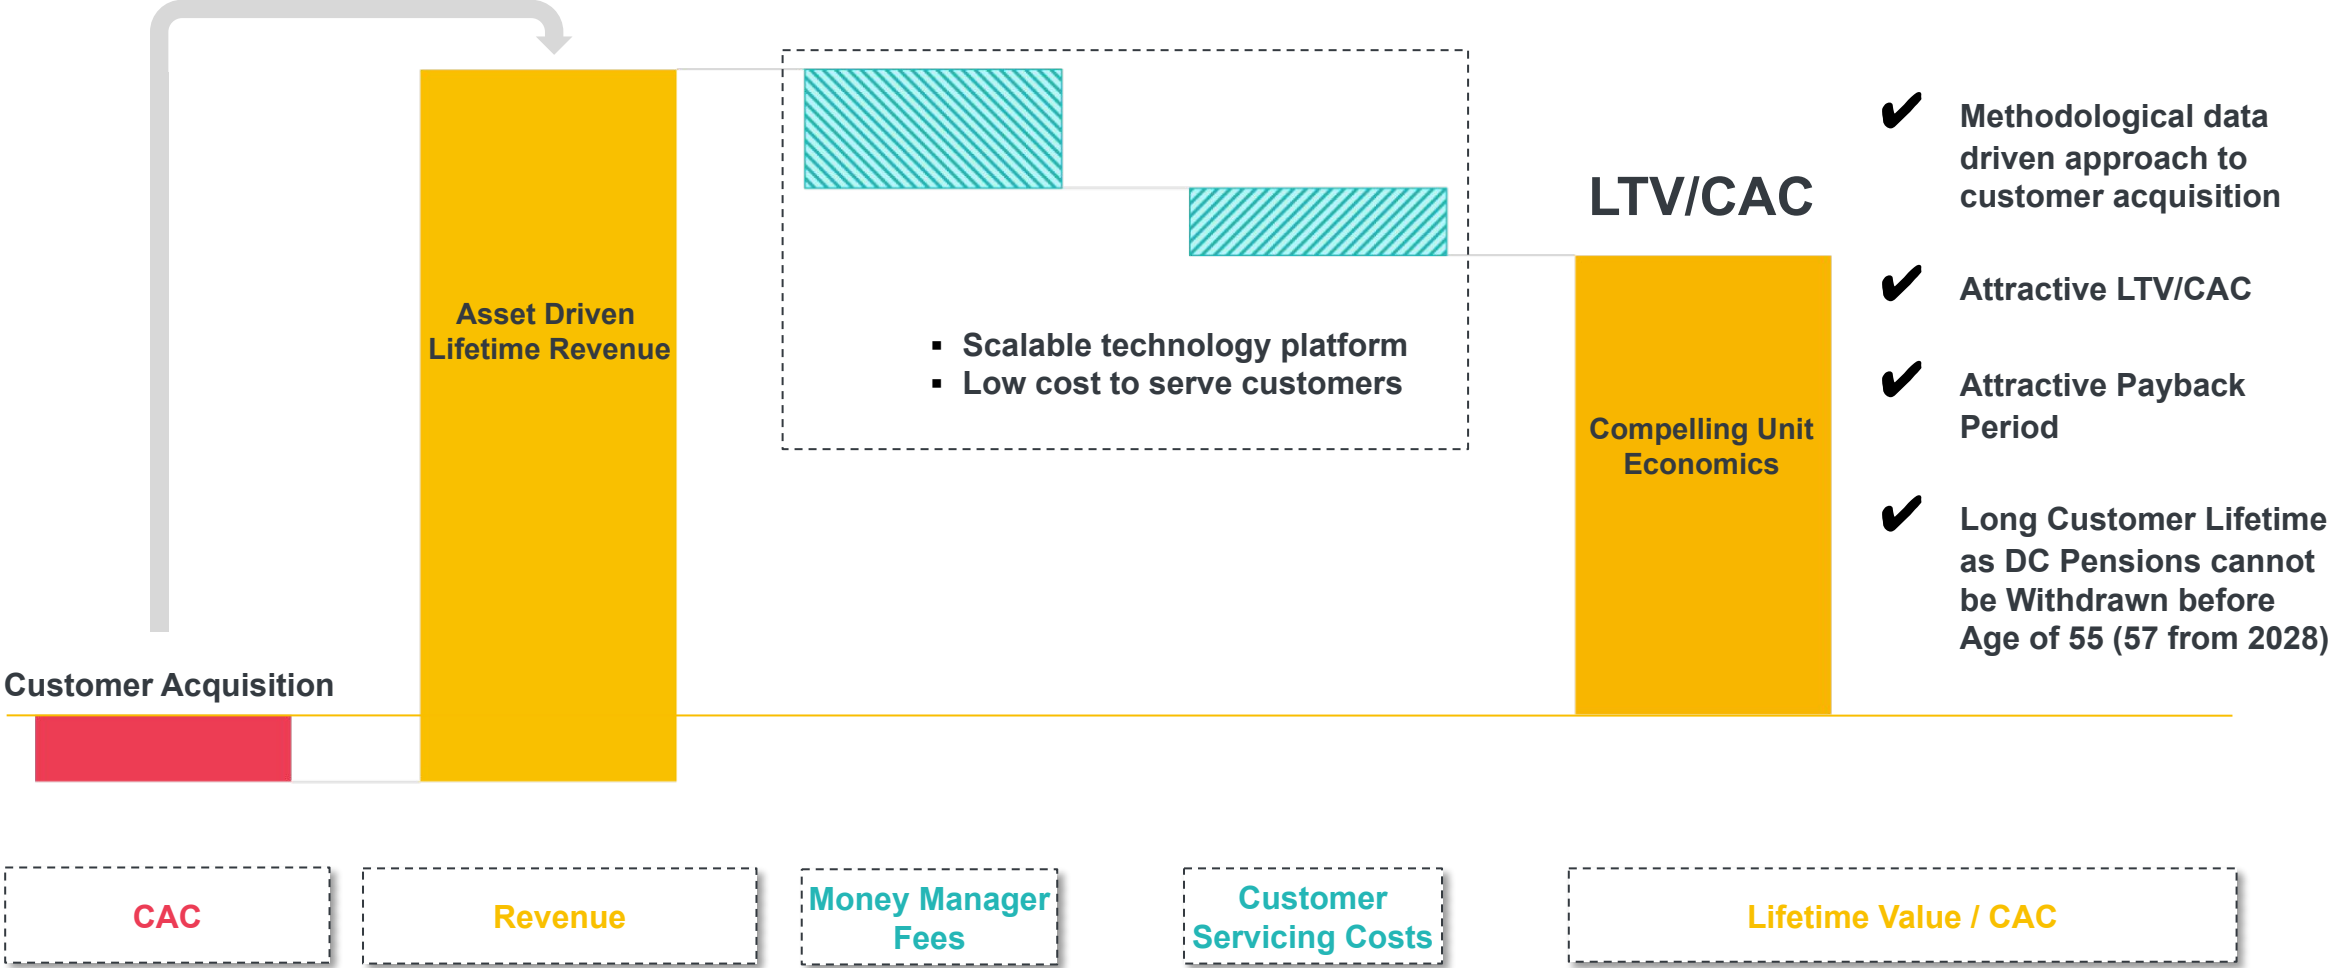 Asset Driven
Lifetime Revenue
▪ Scalable technology platform
▪ Low cost to serve customers
LTV/CAC
Compelling Unit
Economics
✔ Methodological data
driven approach to
customer acquisition
✔ Attractive LTV/CAC
✔ Attractive Payback
Period
✔ Long Customer Lifetime
as DC Pensions cannot
be Withdrawn before
Age of 55 (57 from 2028)
Customer Acquisition
CAC
Revenue
Money Manager
Fees
Customer
Servicing Costs
Lifetime Value / CAC